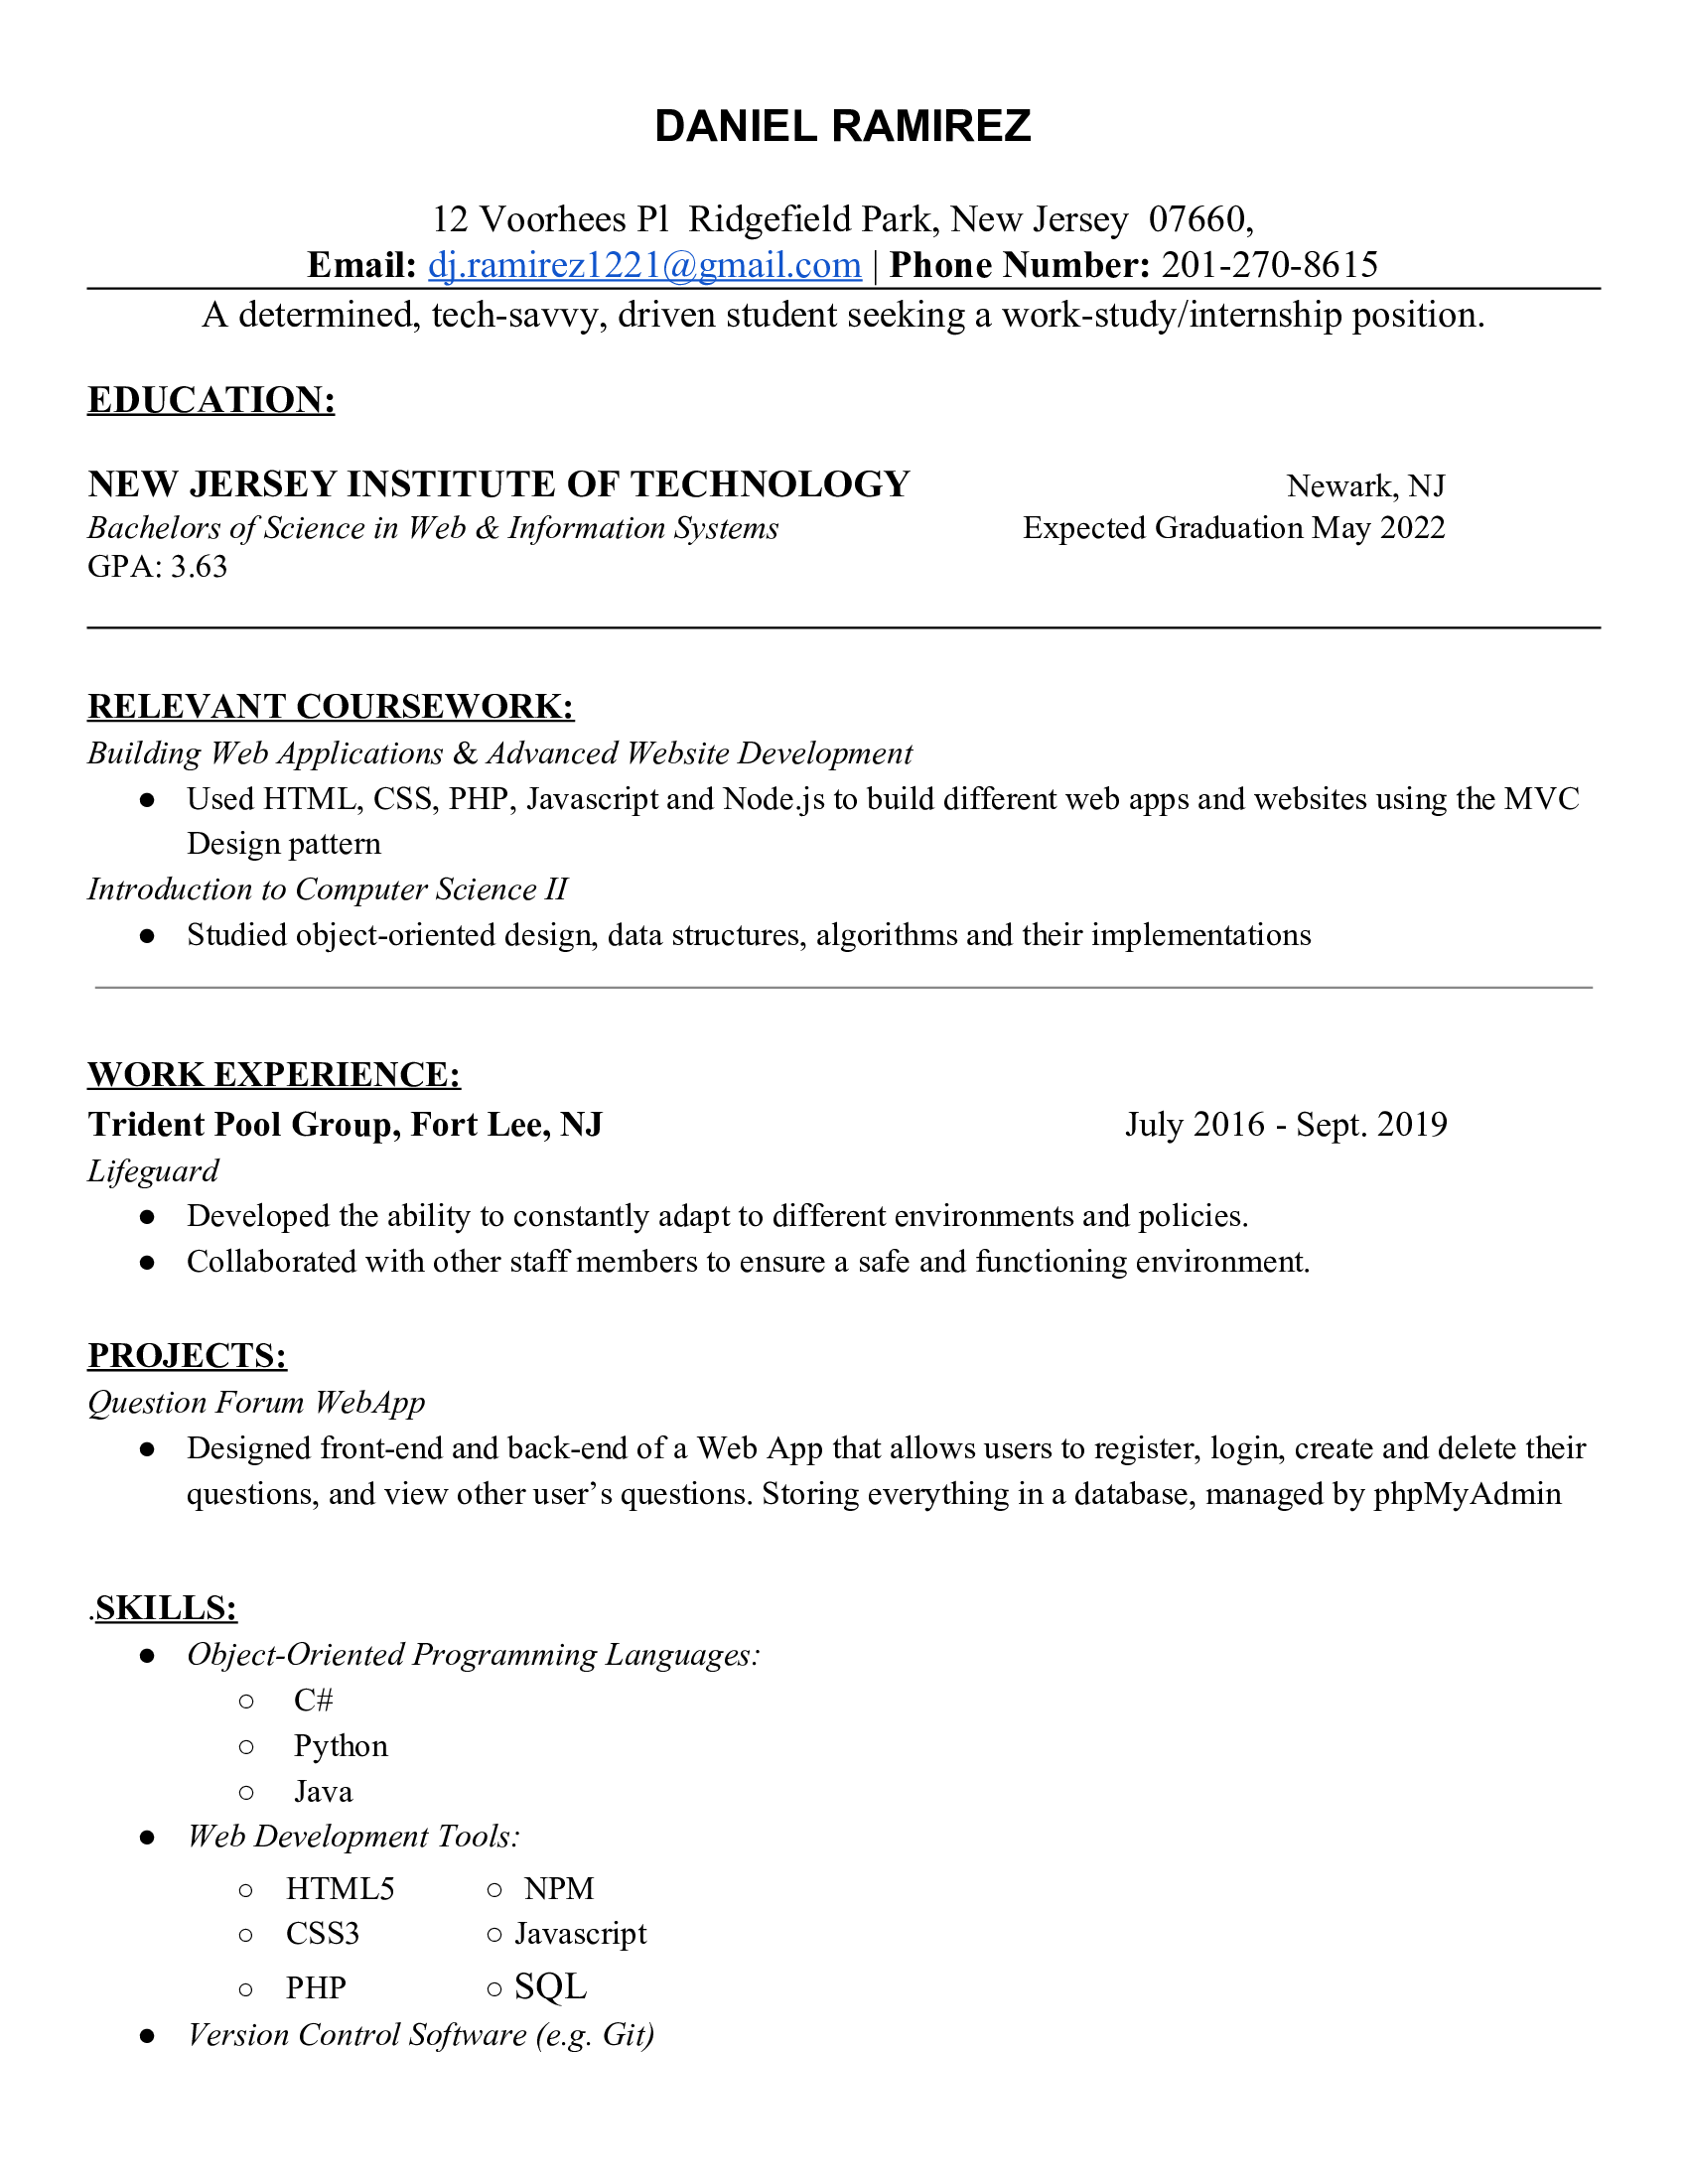 DANIEL RAMIREZ
12 Voorhees Pl  Ridgefield Park, New Jersey  07660,
Email: dj.ramirez1221@gmail.com | Phone Number: 201-270-8615
A determined, tech-savvy, driven student seeking a work-study/internship position.
EDUCATION:
NEW JERSEY INSTITUTE OF TECHNOLOGY Newark, NJ
Bachelors of Science in Web & Information Systems Expected Graduation May 2022
GPA: 3.63
RELEVANT COURSEWORK:
Building Web Applications & Advanced Website Development
● Used HTML, CSS, PHP, Javascript and Node.js to build different web apps and websites using the MVC
Design pattern
Introduction to Computer Science II
● Studied object-oriented design, data structures, algorithms and their implementations
WORK EXPERIENCE:
Trident Pool Group, Fort Lee, NJ July 2016 - Sept. 2019
Lifeguard
● Developed the ability to constantly adapt to different environments and policies.
● Collaborated with other staff members to ensure a safe and functioning environment.
PROJECTS:
Question Forum WebApp
● Designed front-end and back-end of a Web App that allows users to register, login, create and delete their
questions, and view other user’s questions. Storing everything in a database, managed by phpMyAdmin
.SKILLS:
● Object-Oriented Programming Languages:
○ C#
○ Python
○ Java
● Web Development Tools:
○ HTML5 ○ NPM
○ CSS3 ○ Javascript
○ PHP ○ SQL
● Version Control Software (e.g. Git)